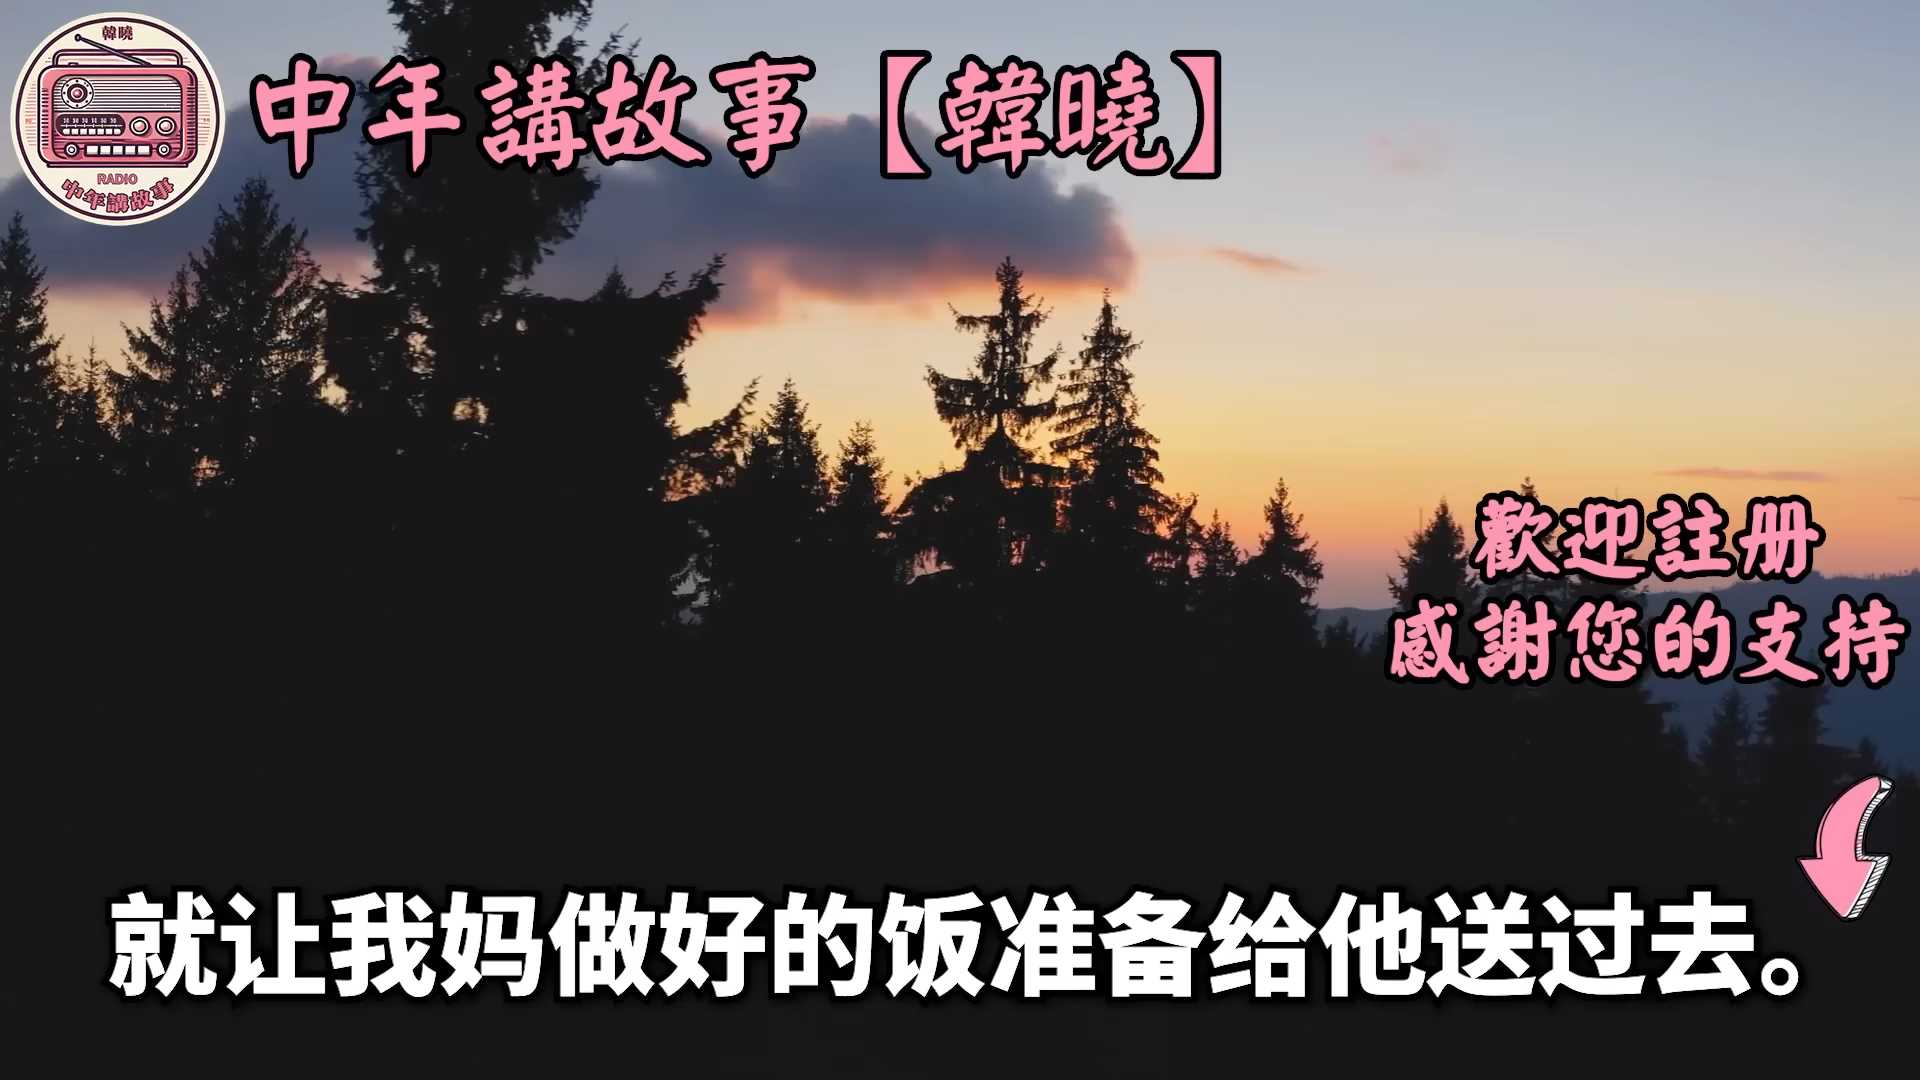 韓曉
RADIO
中年講故事
中年講故事【韓曉】
歡迎註册
感謝您的支持
就让我妈做好的饭准备给他送过去。